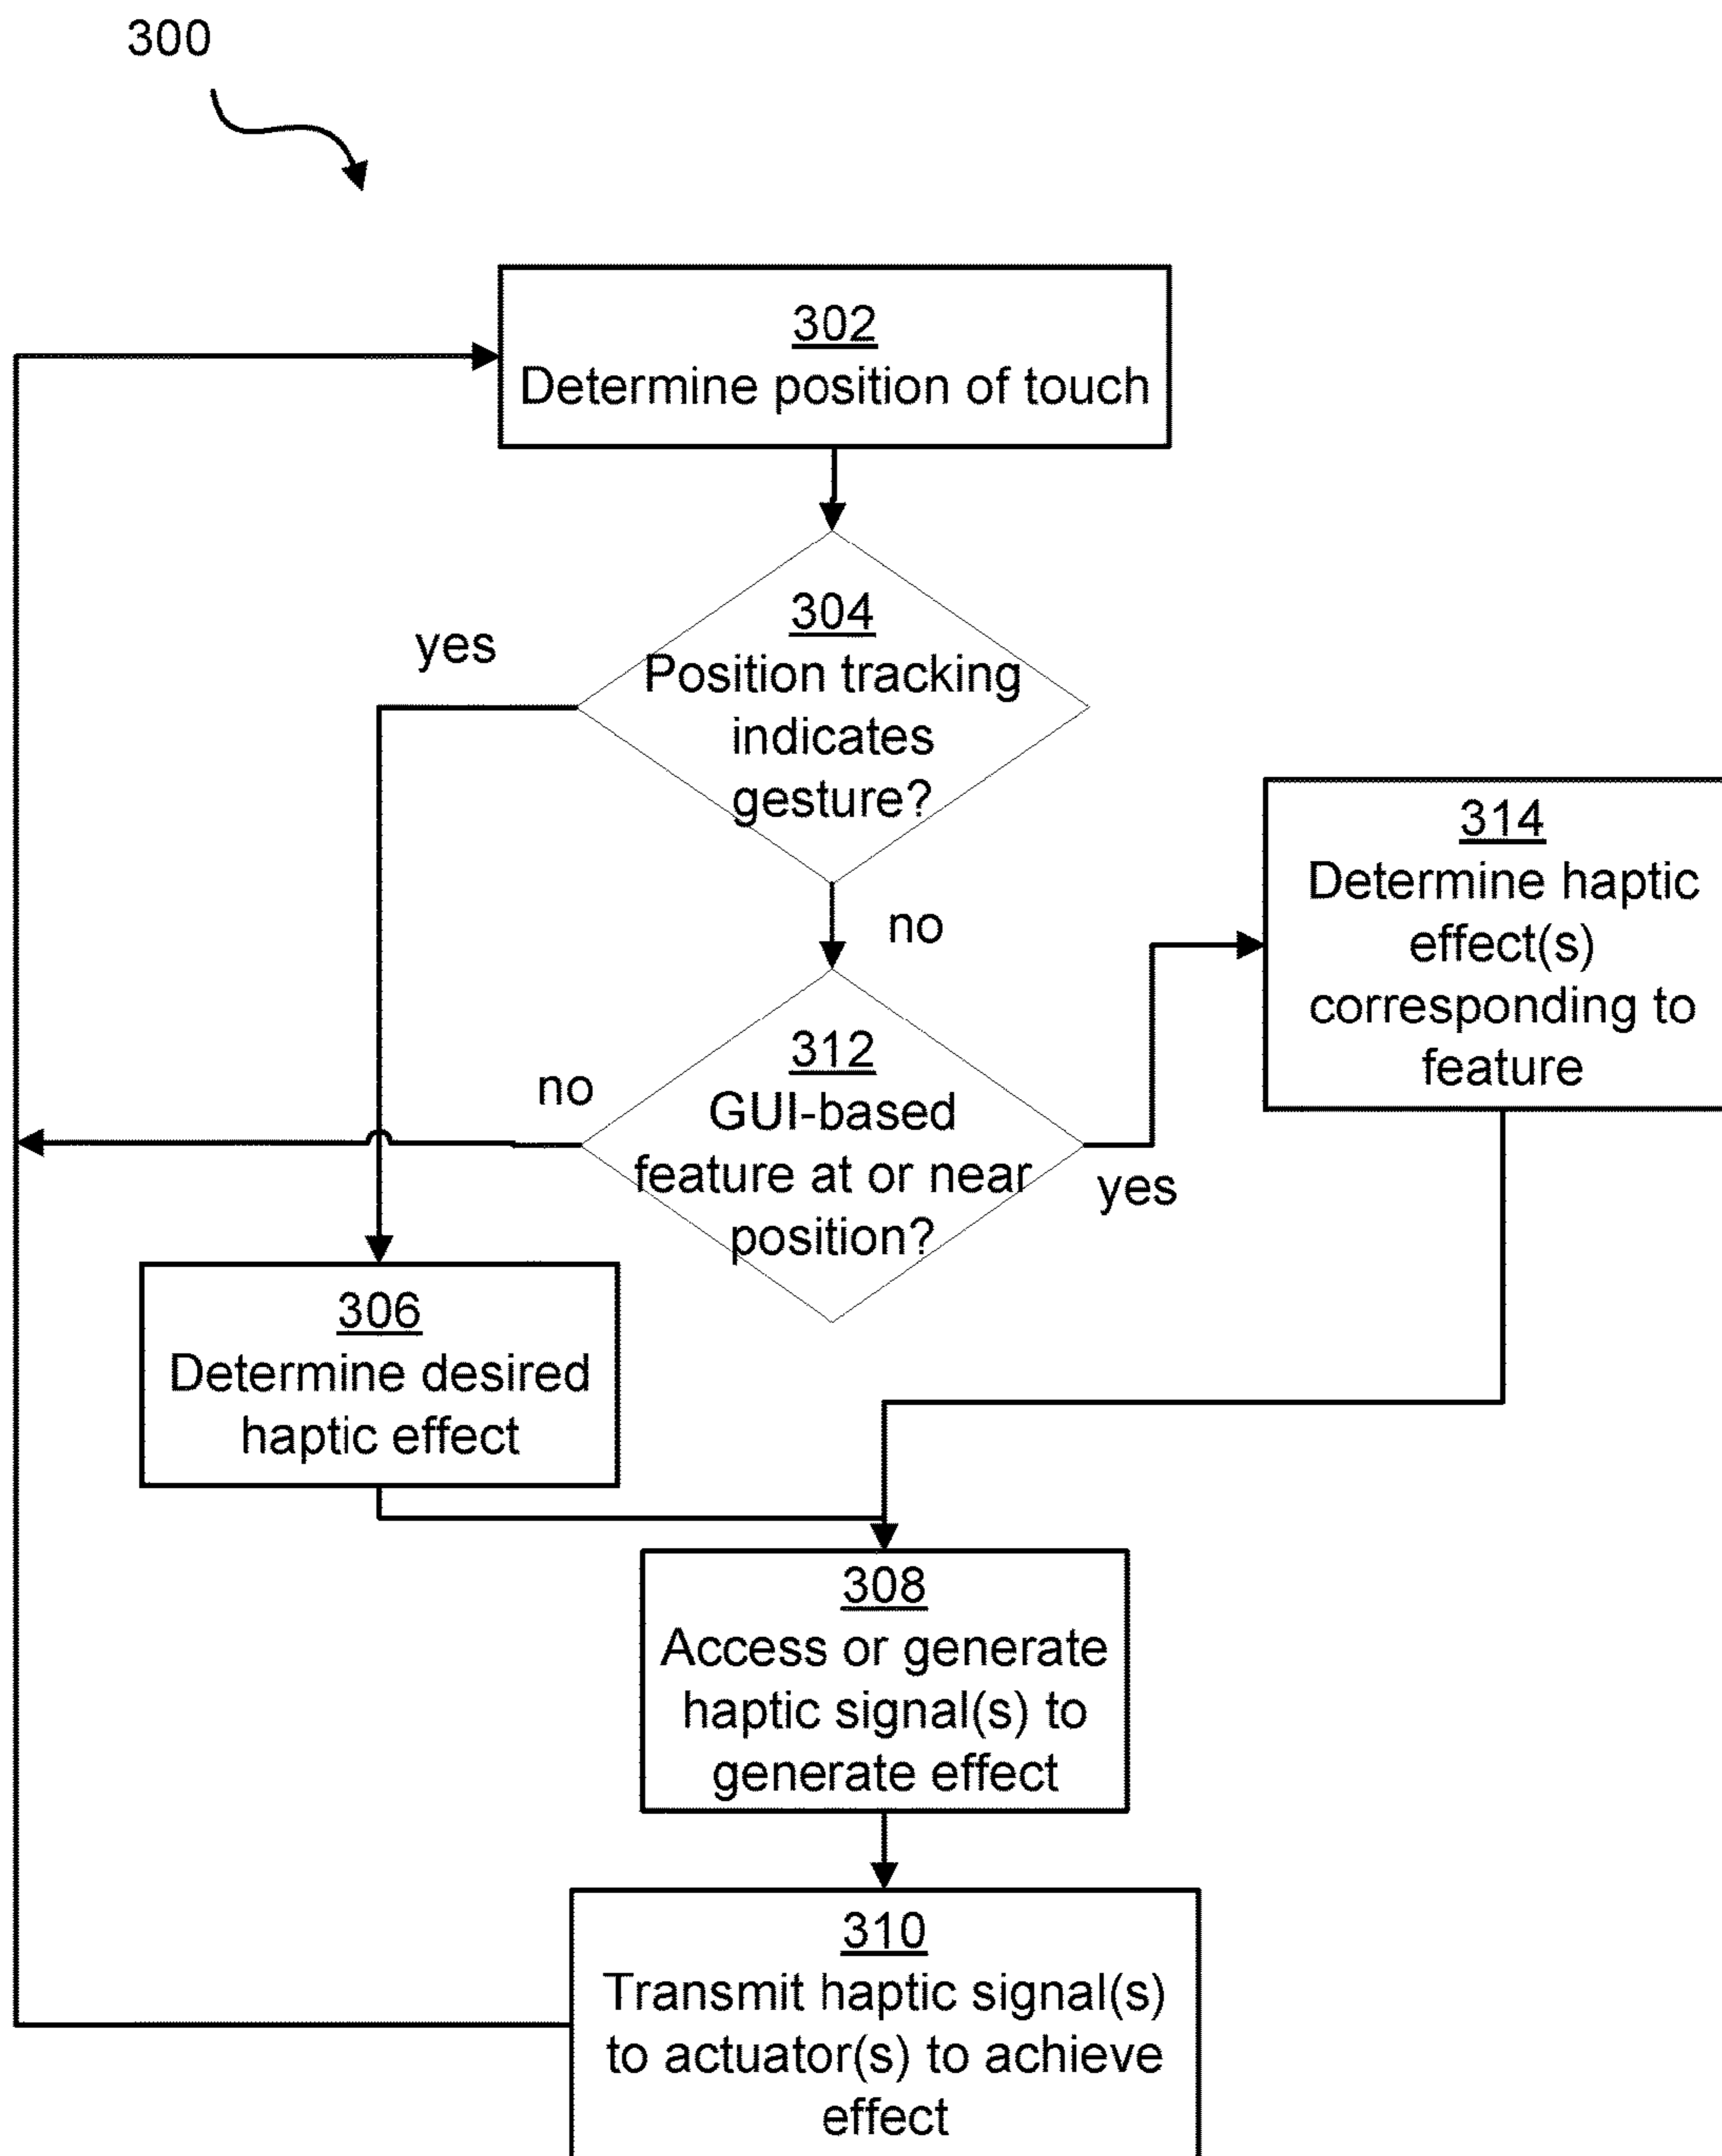 300
302
Determine position of touch
304
Position tracking
indicates
gesture?
yes
no
312
GUI-based
feature at or near
position?
no
yes
314
Determine haptic
effect(s)
corresponding to
feature
306
Determine desired
haptic effect
308
Access or generate
haptic signal(s) to
generate effect
310
Transmit haptic signal(s)
to actuator(s) to achieve
effect